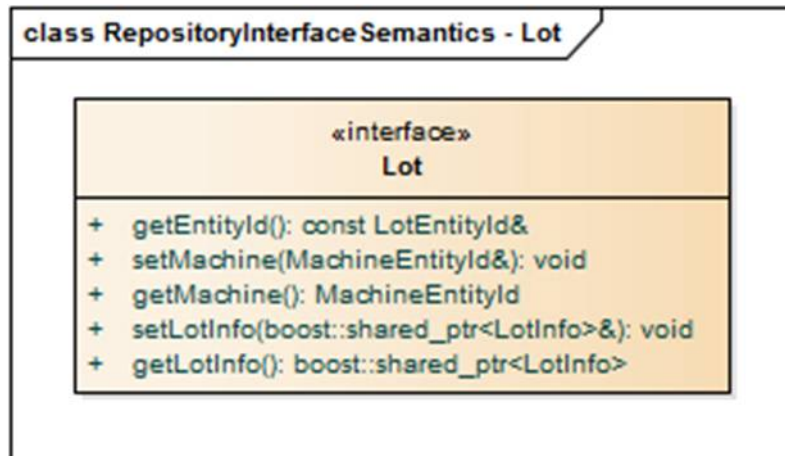 class RepositoryInterfaceSemantics - Lot
«interface»
Lot
+ getEntityId(): const LotEntityId&
+ setMachine(MachineEntityId&): void
+ getMachine(): MachineEntityId
+ setLotInfo(boost::shared_ptr<LotInfo>&): void
+ getLotInfo(): boost::shared_ptr<LotInfo>